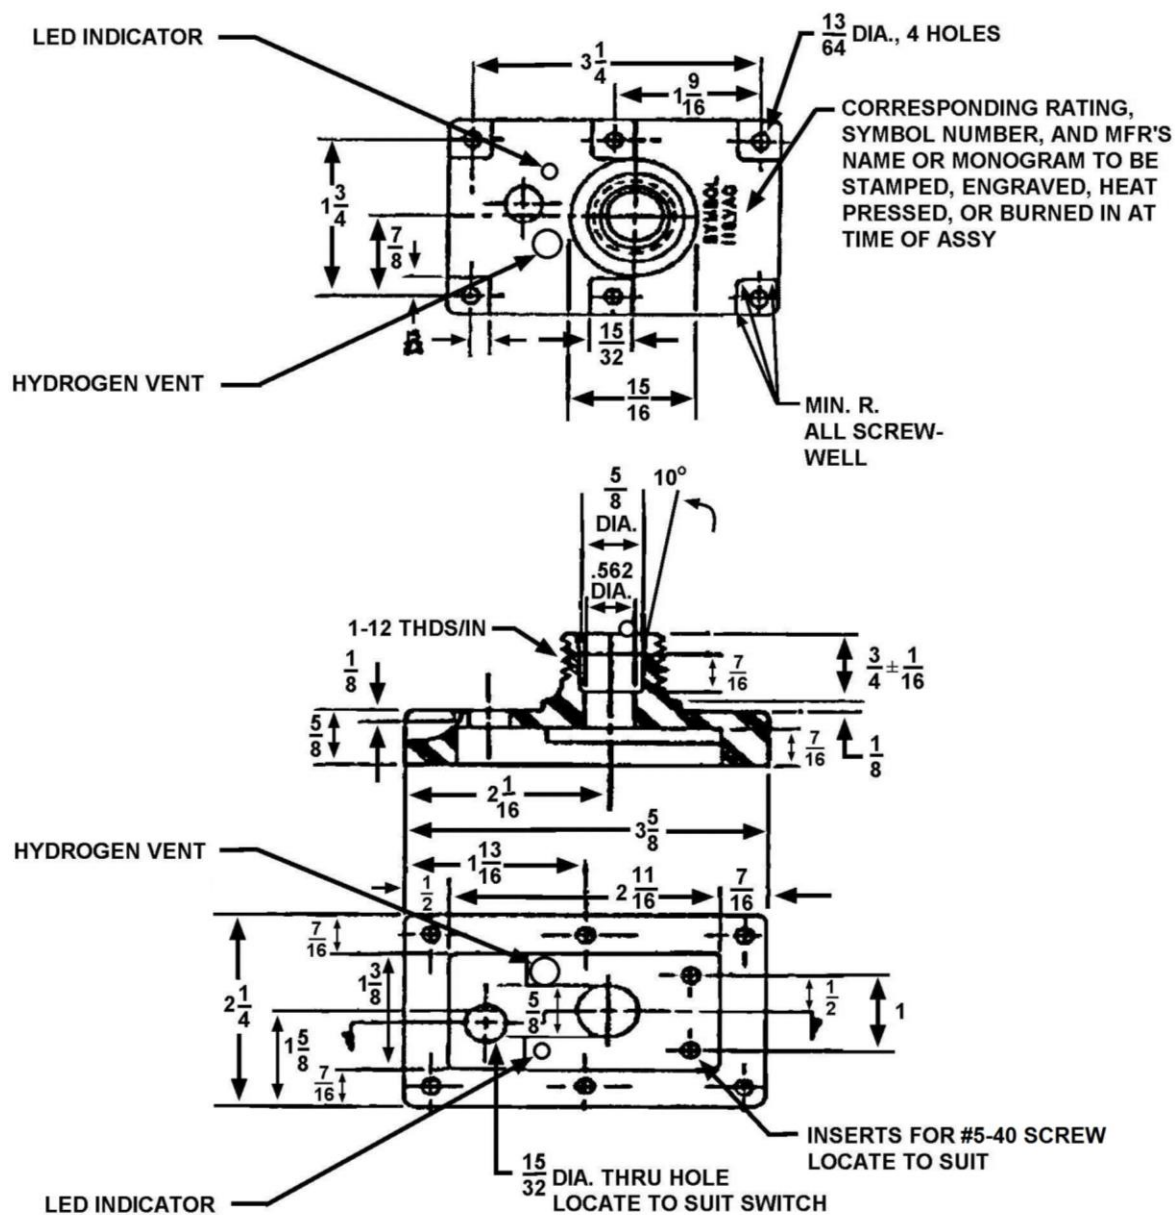 LED INDICATOR
13/64 DIA., 4 HOLES
3 1/4
1 9/16
CORRESPONDING RATING,
SYMBOL NUMBER, AND MFR'S
NAME OR MONOGRAM TO BE
STAMPED, ENGRAVED, HEAT
PRESSED, OR BURNED IN AT
TIME OF ASSY
1 3/4
7/8
SYMBOL
15/32
15/16
HYDROGEN VENT
MIN. R.
ALL SCREW-
WELL
5/8
DIA.
10°
.562
DIA.
1-12 THDS/IN
1/8
7/16
3/4 ± 1/16
5/8
7/16
1/8
2 1/16
3 5/8
HYDROGEN VENT
1 13/16
1/2
2 11/16
7/16
7/16
2 1/4
1 3/8
5/8
1/2
1
1 5/8
7/16
INSERTS FOR #5-40 SCREW
LOCATE TO SUIT
15/32 DIA. THRU HOLE
LOCATE TO SUIT SWITCH
LED INDICATOR